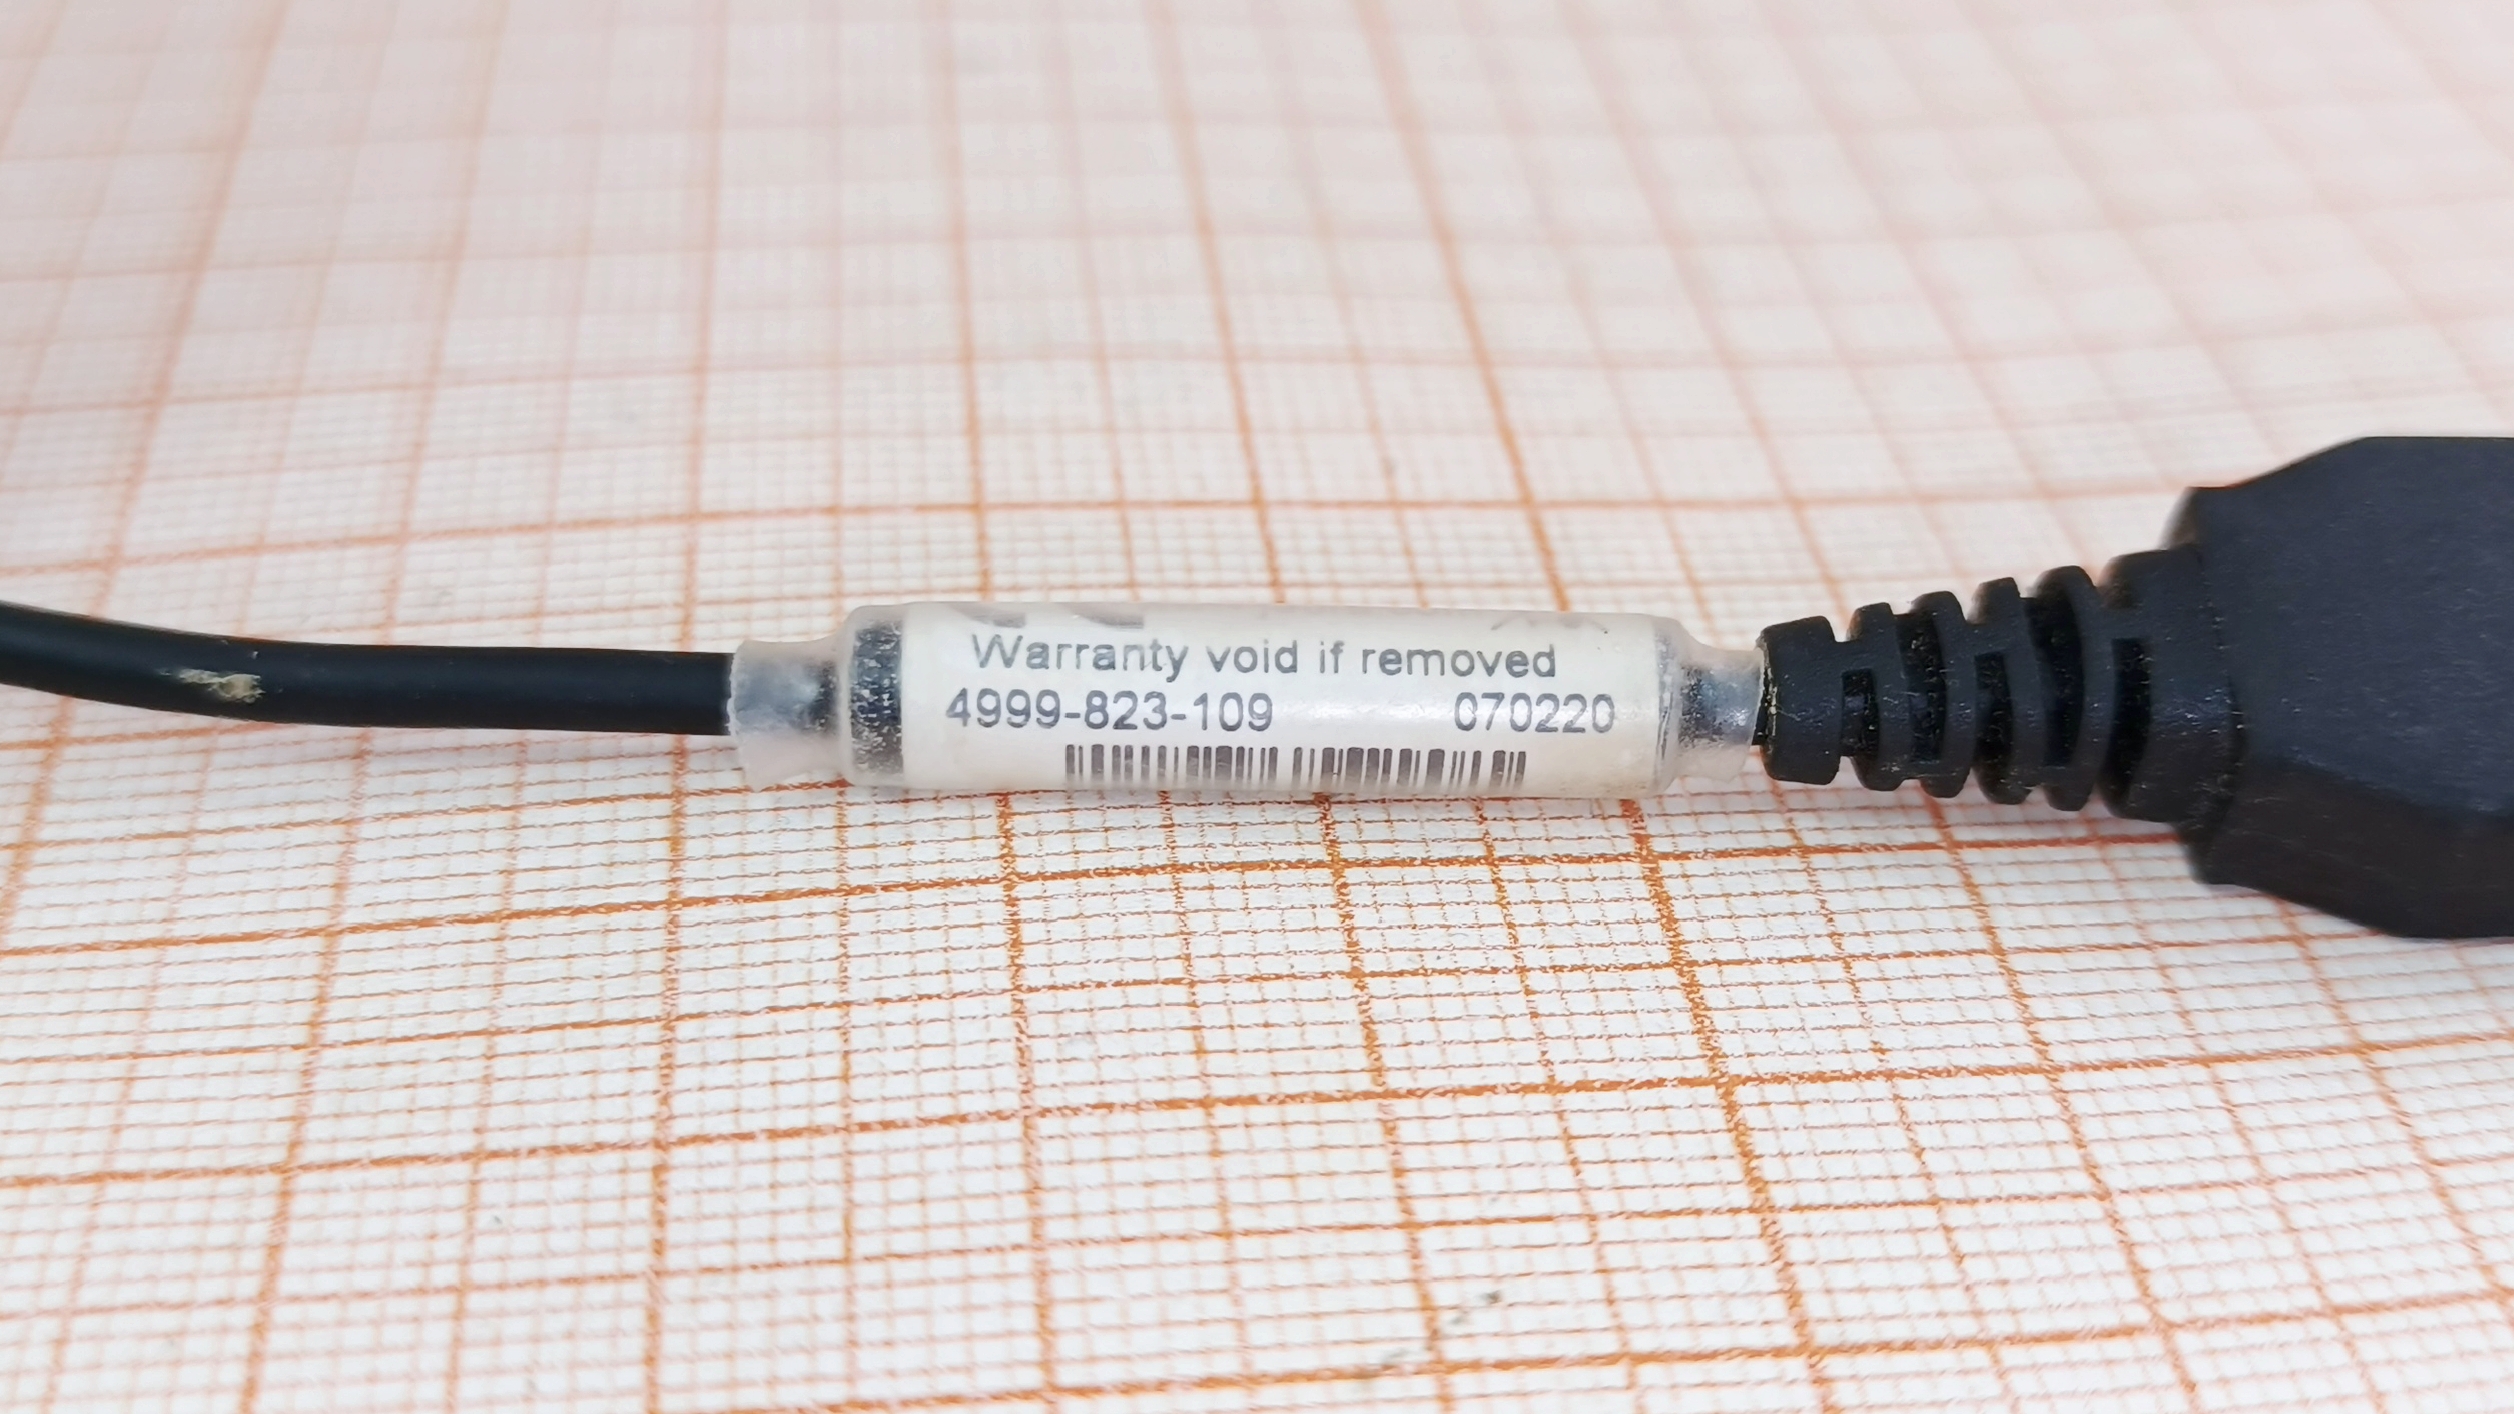 Warranty void if removed
4999-823-109 070220